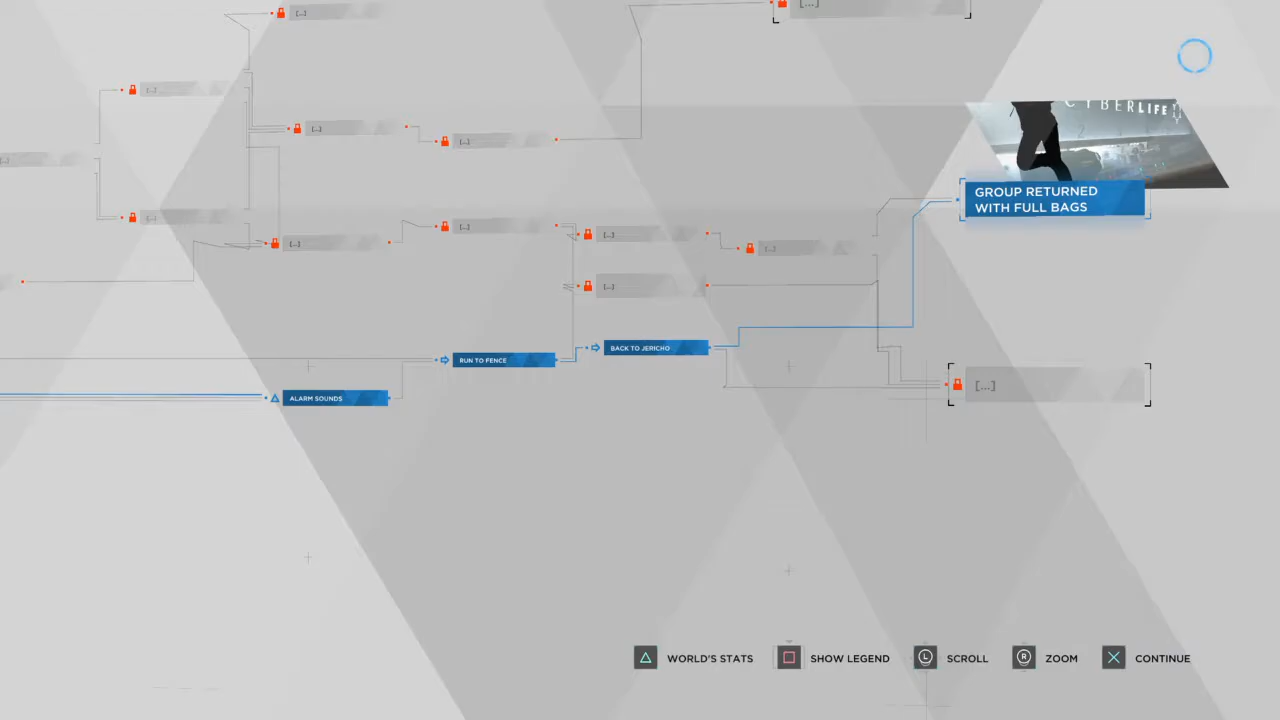 [...]
[...]
CYBERLIFE
[...]
[...]
[...]
[...]
GROUP RETURNED
WITH FULL BAGS
[...]
[...]
[...]
[...]
[...]
[...]
BACK TO JERICHO
RUN TO FENCE
[...]
ALARM SOUNDS
WORLD'S STATS
SHOW LEGEND
L
SCROLL
R
ZOOM
CONTINUE